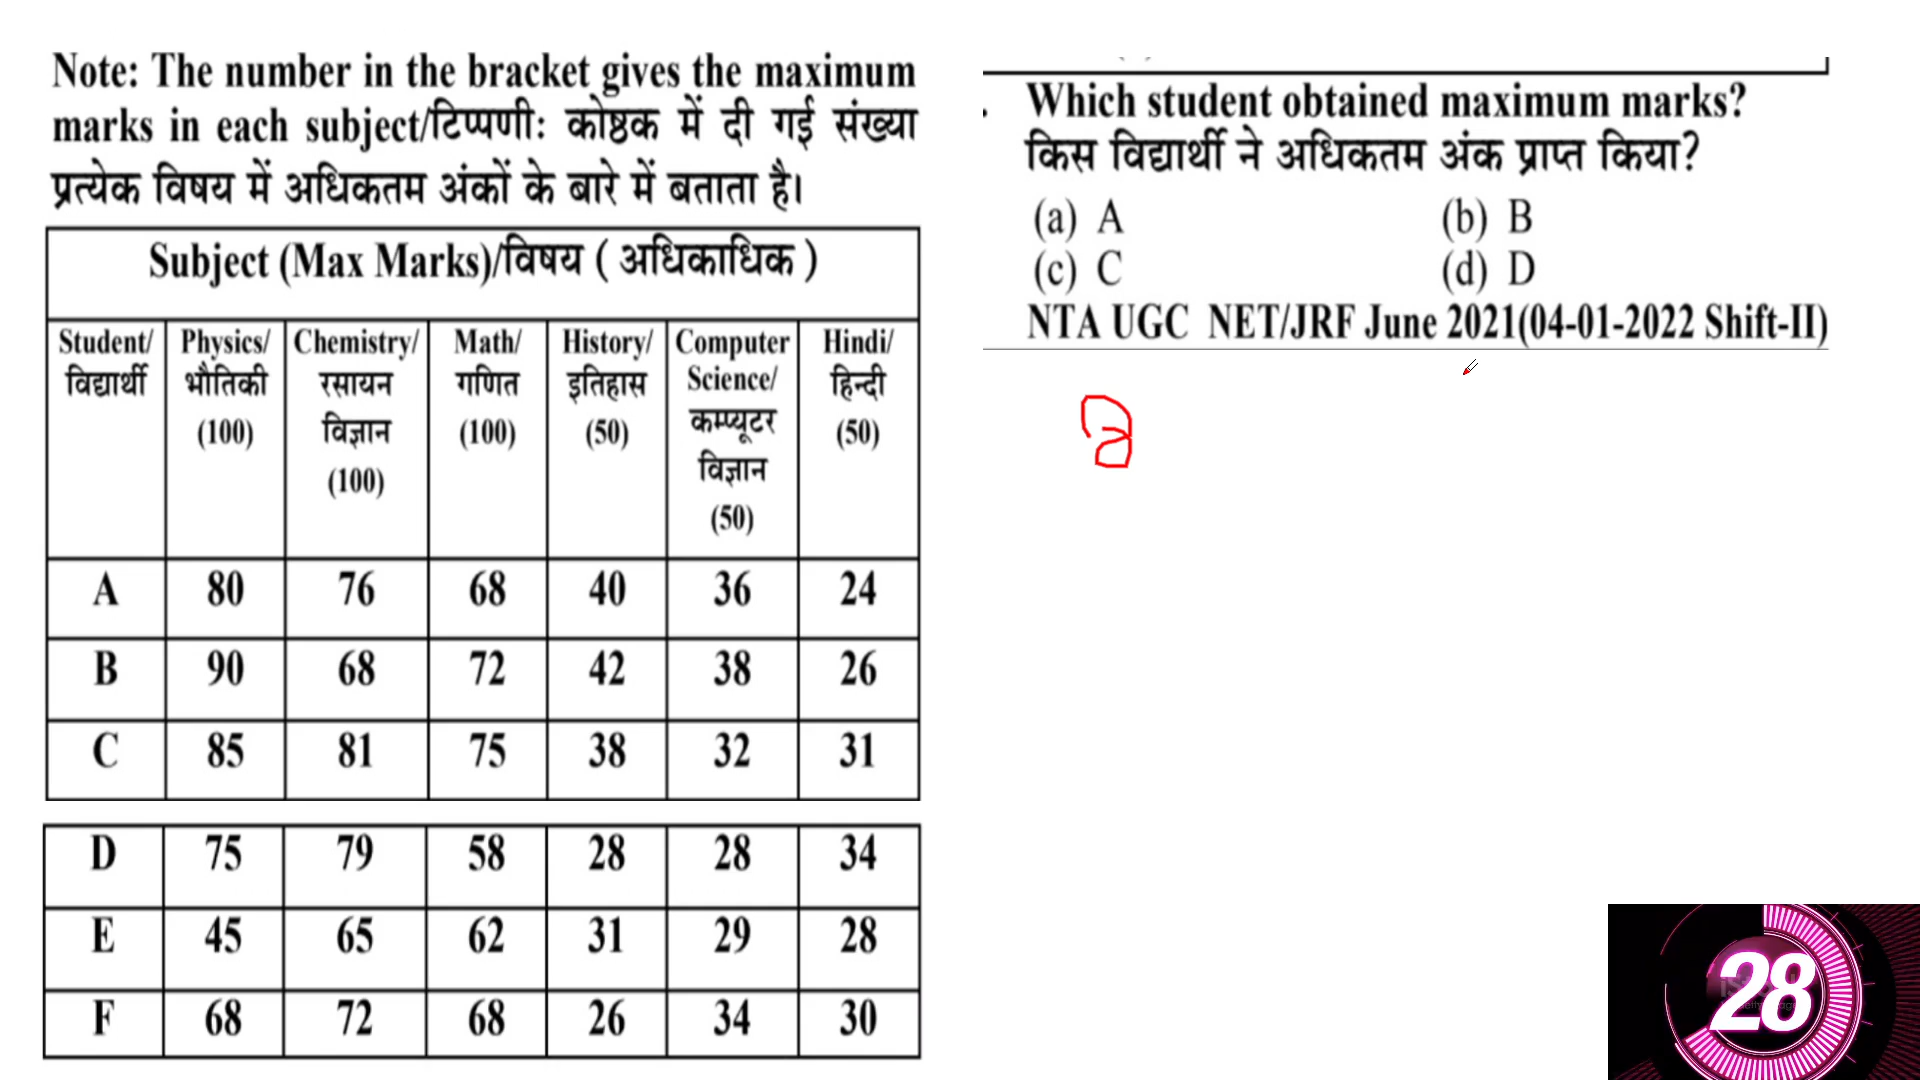 Note: The number in the bracket gives the maximum
marks in each subject/टिप्पणी: कोष्ठक में दी गई संख्या
प्रत्येक विषय में अधिकतम अंकों के बारे में बताता है।
Subject (Max Marks)/विषय ( अधिकाधिक )
Student/ विद्यार्थी Physics/ भौतिकी (100) Chemistry/ रसायन विज्ञान (100) Math/ गणित (100) History/ इतिहास (50) Computer Science/ कम्प्यूटर विज्ञान (50) Hindi/ हिन्दी (50)
A 80 76 68 40 36 24
B 90 68 72 42 38 26
C 85 81 75 38 32 31
D 75 79 58 28 28 34
E 45 65 62 31 29 28
F 68 72 68 26 34 30
Which student obtained maximum marks?
किस विद्यार्थी ने अधिकतम अंक प्राप्त किया?
(a) A (b) B
(c) C (d) D
NTA UGC NET/JRF June 2021(04-01-2022 Shift-II)
28